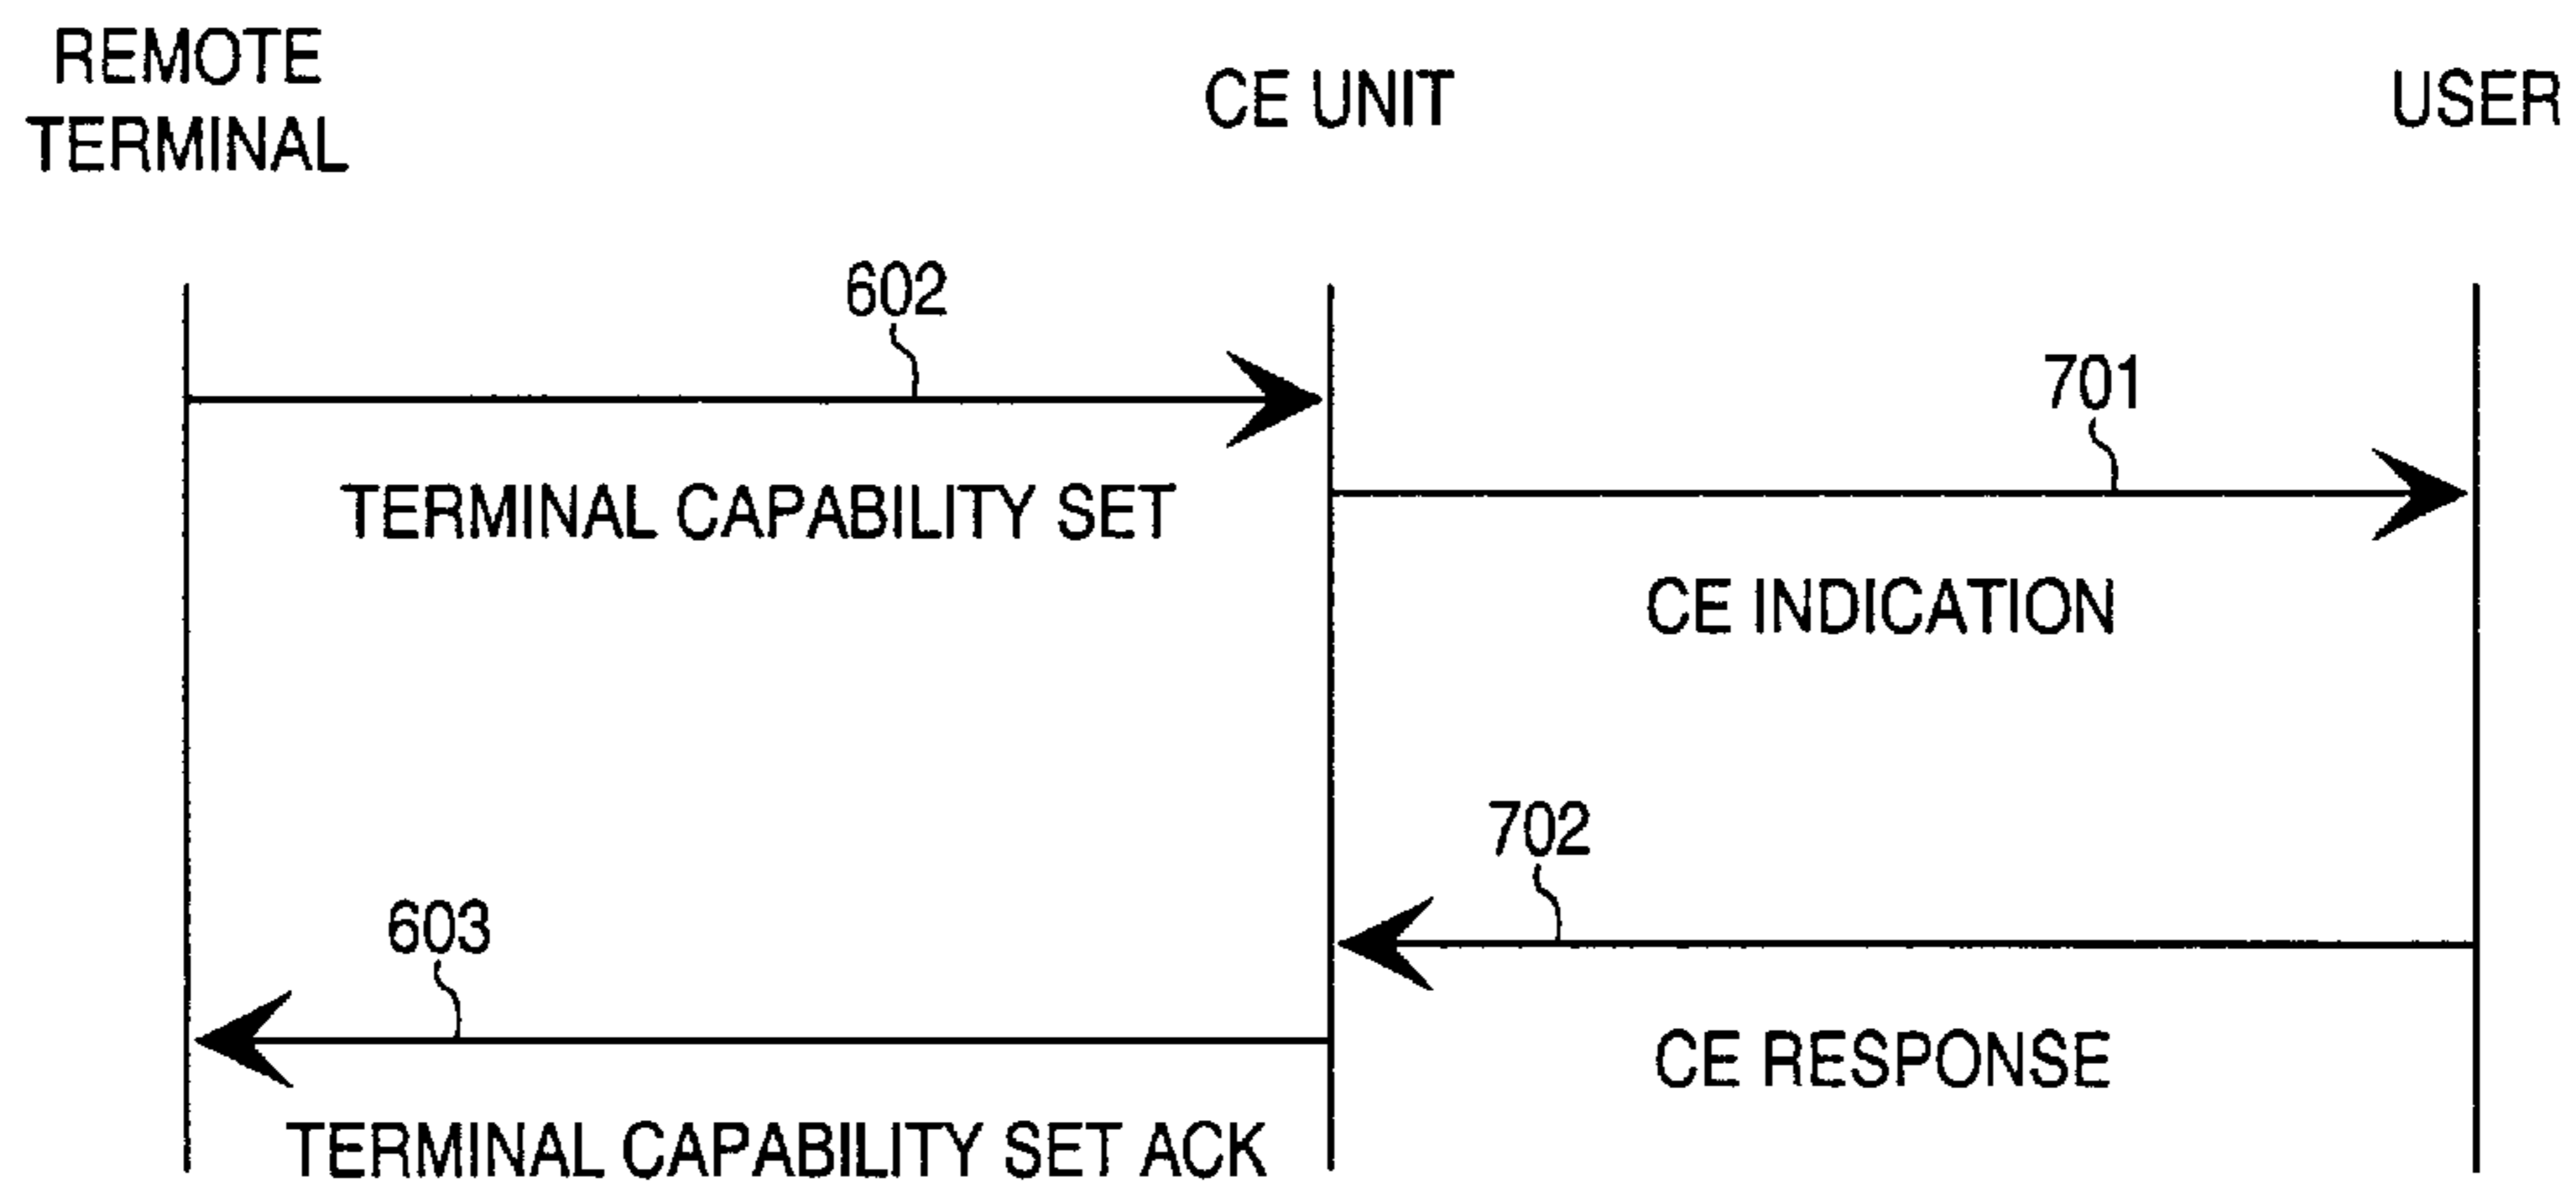 REMOTE
TERMINAL
CE UNIT
USER
602
701
TERMINAL CAPABILITY SET
CE INDICATION
702
603
CE RESPONSE
TERMINAL CAPABILITY SET ACK